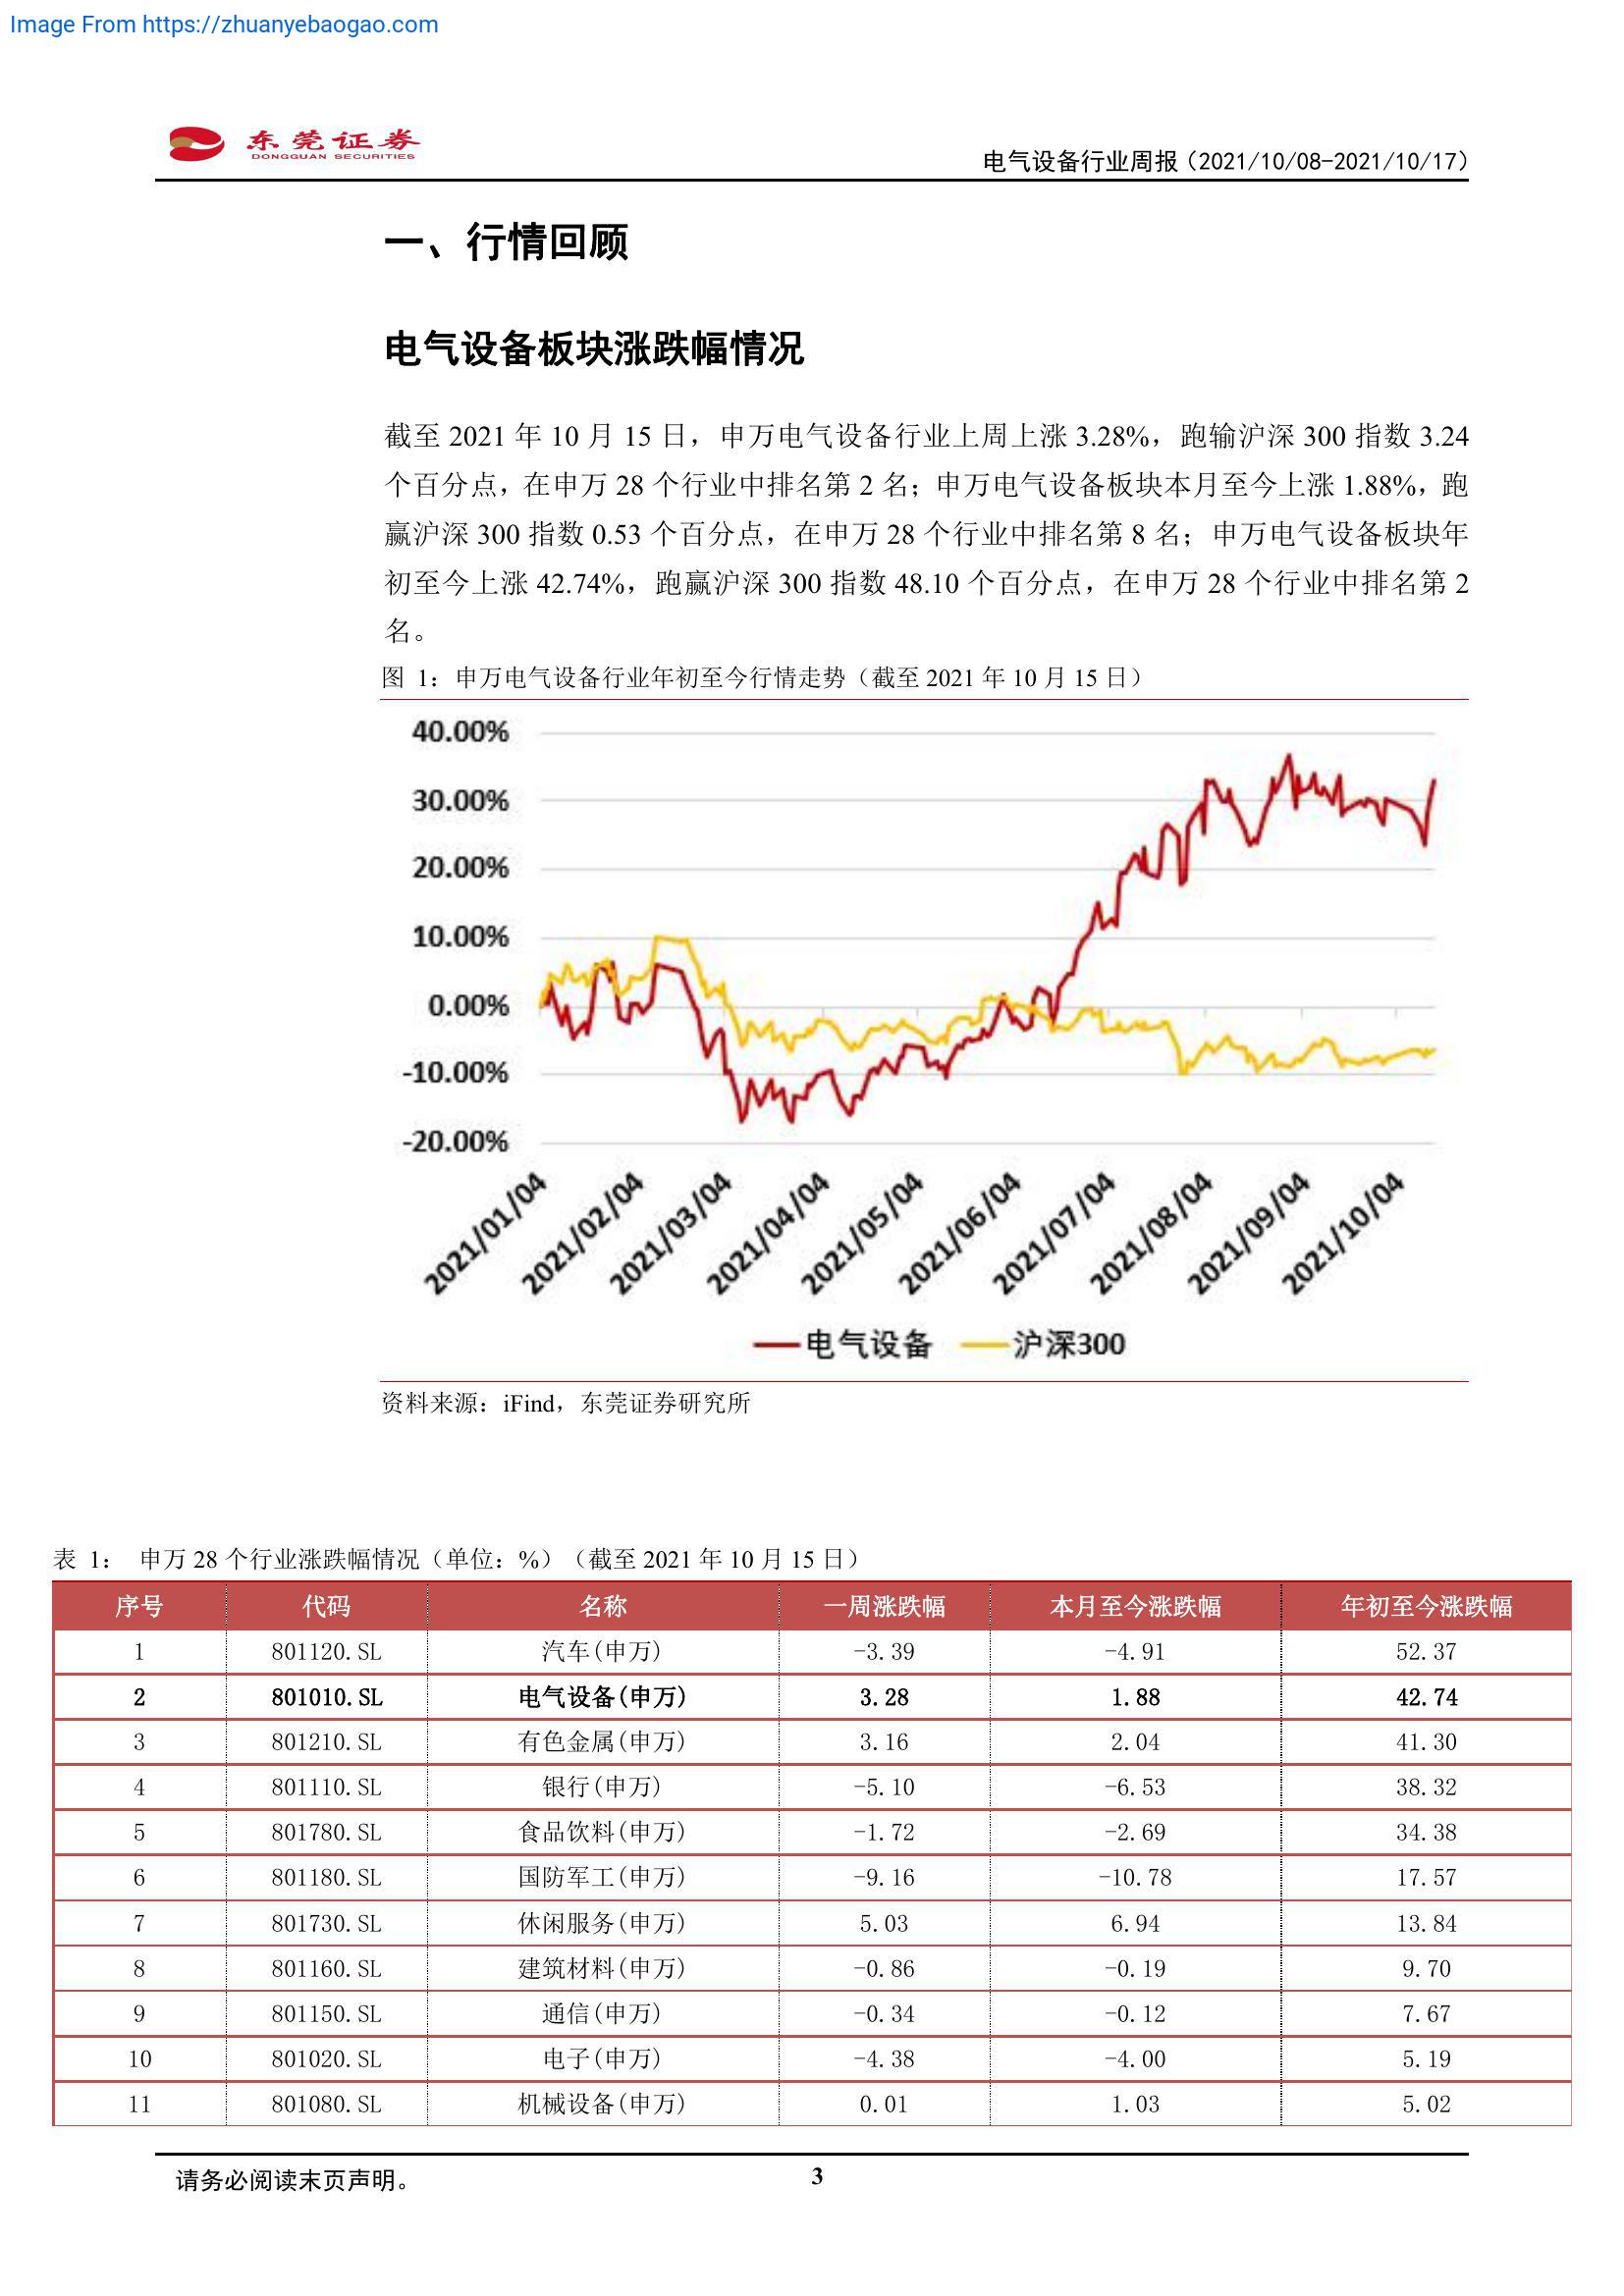 Image From https://zhuanyebaogao.com
东莞证券
DONGGUAN SECURITIES
电气设备行业周报（2021/10/08-2021/10/17）
一、行情回顾
电气设备板块涨跌幅情况
截至 2021 年 10 月 15 日，申万电气设备行业上周上涨 3.28%，跑输沪深 300 指数 3.24
个百分点，在申万 28 个行业中排名第 2 名；申万电气设备板块本月至今上涨 1.88%，跑
赢沪深 300 指数 0.53 个百分点，在申万 28 个行业中排名第 8 名；申万电气设备板块年
初至今上涨 42.74%，跑赢沪深 300 指数 48.10 个百分点，在申万 28 个行业中排名第 2
名。
图 1：申万电气设备行业年初至今行情走势（截至 2021 年 10 月 15 日）
40.00%
30.00%
20.00%
10.00%
0.00%
-10.00%
-20.00%
2021/01/04 2021/02/04 2021/03/04 2021/04/04 2021/05/04 2021/06/04 2021/07/04 2021/08/04 2021/09/04 2021/10/04
电气设备 沪深300
资料来源：iFind，东莞证券研究所
表 1： 申万 28 个行业涨跌幅情况（单位：%）（截至 2021 年 10 月 15 日）
序号 代码 名称 一周涨跌幅 本月至今涨跌幅 年初至今涨跌幅
1 801120.SL 汽车(申万) -3.39 -4.91 52.37
2 801010.SL 电气设备(申万) 3.28 1.88 42.74
3 801210.SL 有色金属(申万) 3.16 2.04 41.30
4 801110.SL 银行(申万) -5.10 -6.53 38.32
5 801780.SL 食品饮料(申万) -1.72 -2.69 34.38
6 801180.SL 国防军工(申万) -9.16 -10.78 17.57
7 801730.SL 休闲服务(申万) 5.03 6.94 13.84
8 801160.SL 建筑材料(申万) -0.86 -0.19 9.70
9 801150.SL 通信(申万) -0.34 -0.12 7.67
10 801020.SL 电子(申万) -4.38 -4.00 5.19
11 801080.SL 机械设备(申万) 0.01 1.03 5.02
请务必阅读末页声明。
3